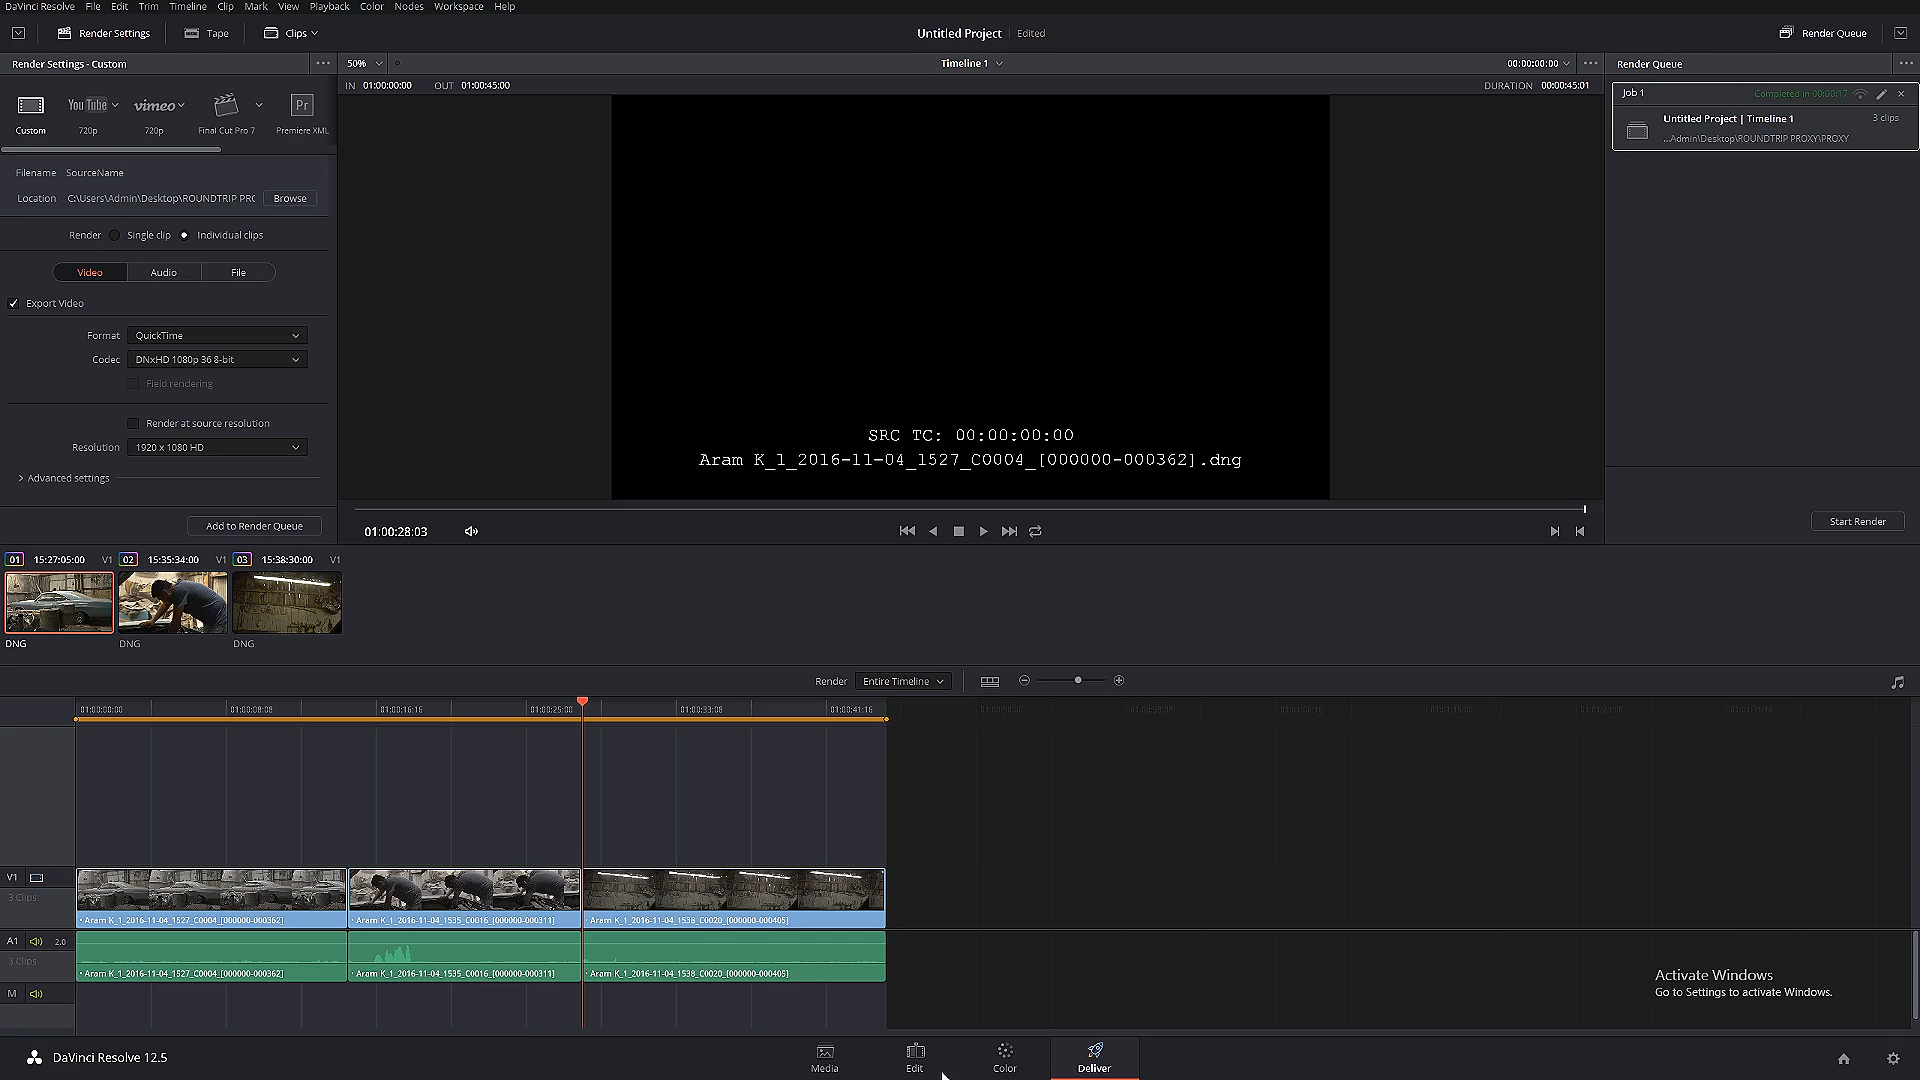 DaVinci Resolve File Edit Trim Timeline Clip Mark View Playback Color Nodes Workspace Help
Render Settings Tape Clips Untitled Project Edited Render Queue
Render Settings - Custom 50% Timeline 1 00:00:00:00 Render Queue
IN 01:00:00:00 OUT 01:00:45:00 DURATION 00:00:45:01
Job 1 Completed in 00:00:17
You Tube vimeo Pr
Custom 720p 720p Final Cut Pro 7 Premiere XML
Untitled Project | Timeline 1 3 clips
...Admin\Desktop\ROUNDTRIP PROXY\PROXY
Filename SourceName
Location C:\Users\Admin\Desktop\ROUNDTRIP PRO Browse
Render Single clip Individual clips
Video Audio File
Export Video
Format QuickTime
Codec DNxHD 1080p 36 8-bit
Field rendering
Render at source resolution
Resolution 1920 x 1080 HD
Advanced settings
Add to Render Queue
SRC TC: 00:00:00:00
Aram K_1_2016-11-04_1527_C0004_[000000-000362].dng
01:00:28:03
Start Render
01 15:27:05:00 V1 02 15:35:34:00 V1 03 15:38:30:00 V1
DNG DNG DNG
Render Entire Timeline
01:00:00:00 01:00:08:08 01:00:16:16 01:00:25:00 01:00:33:08 01:00:41:16 01:00:50:00 01:00:58:08 01:01:06:16 01:01:15:00 01:01:23:08 01:01:31:16
V1
3 Clips
Aram K_1_2016-11-04_1527_C0004_[000000-000362] Aram K_1_2016-11-04_1535_C0016_[000000-000311] Aram K_1_2016-11-04_1538_C0020_[000000-000405]
A1 2.0
3 Clips
Aram K_1_2016-11-04_1527_C0004_[000000-000362] Aram K_1_2016-11-04_1535_C0016_[000000-000311] Aram K_1_2016-11-04_1538_C0020_[000000-000405]
M
Activate Windows
Go to Settings to activate Windows.
DaVinci Resolve 12.5
Media Edit Color Deliver